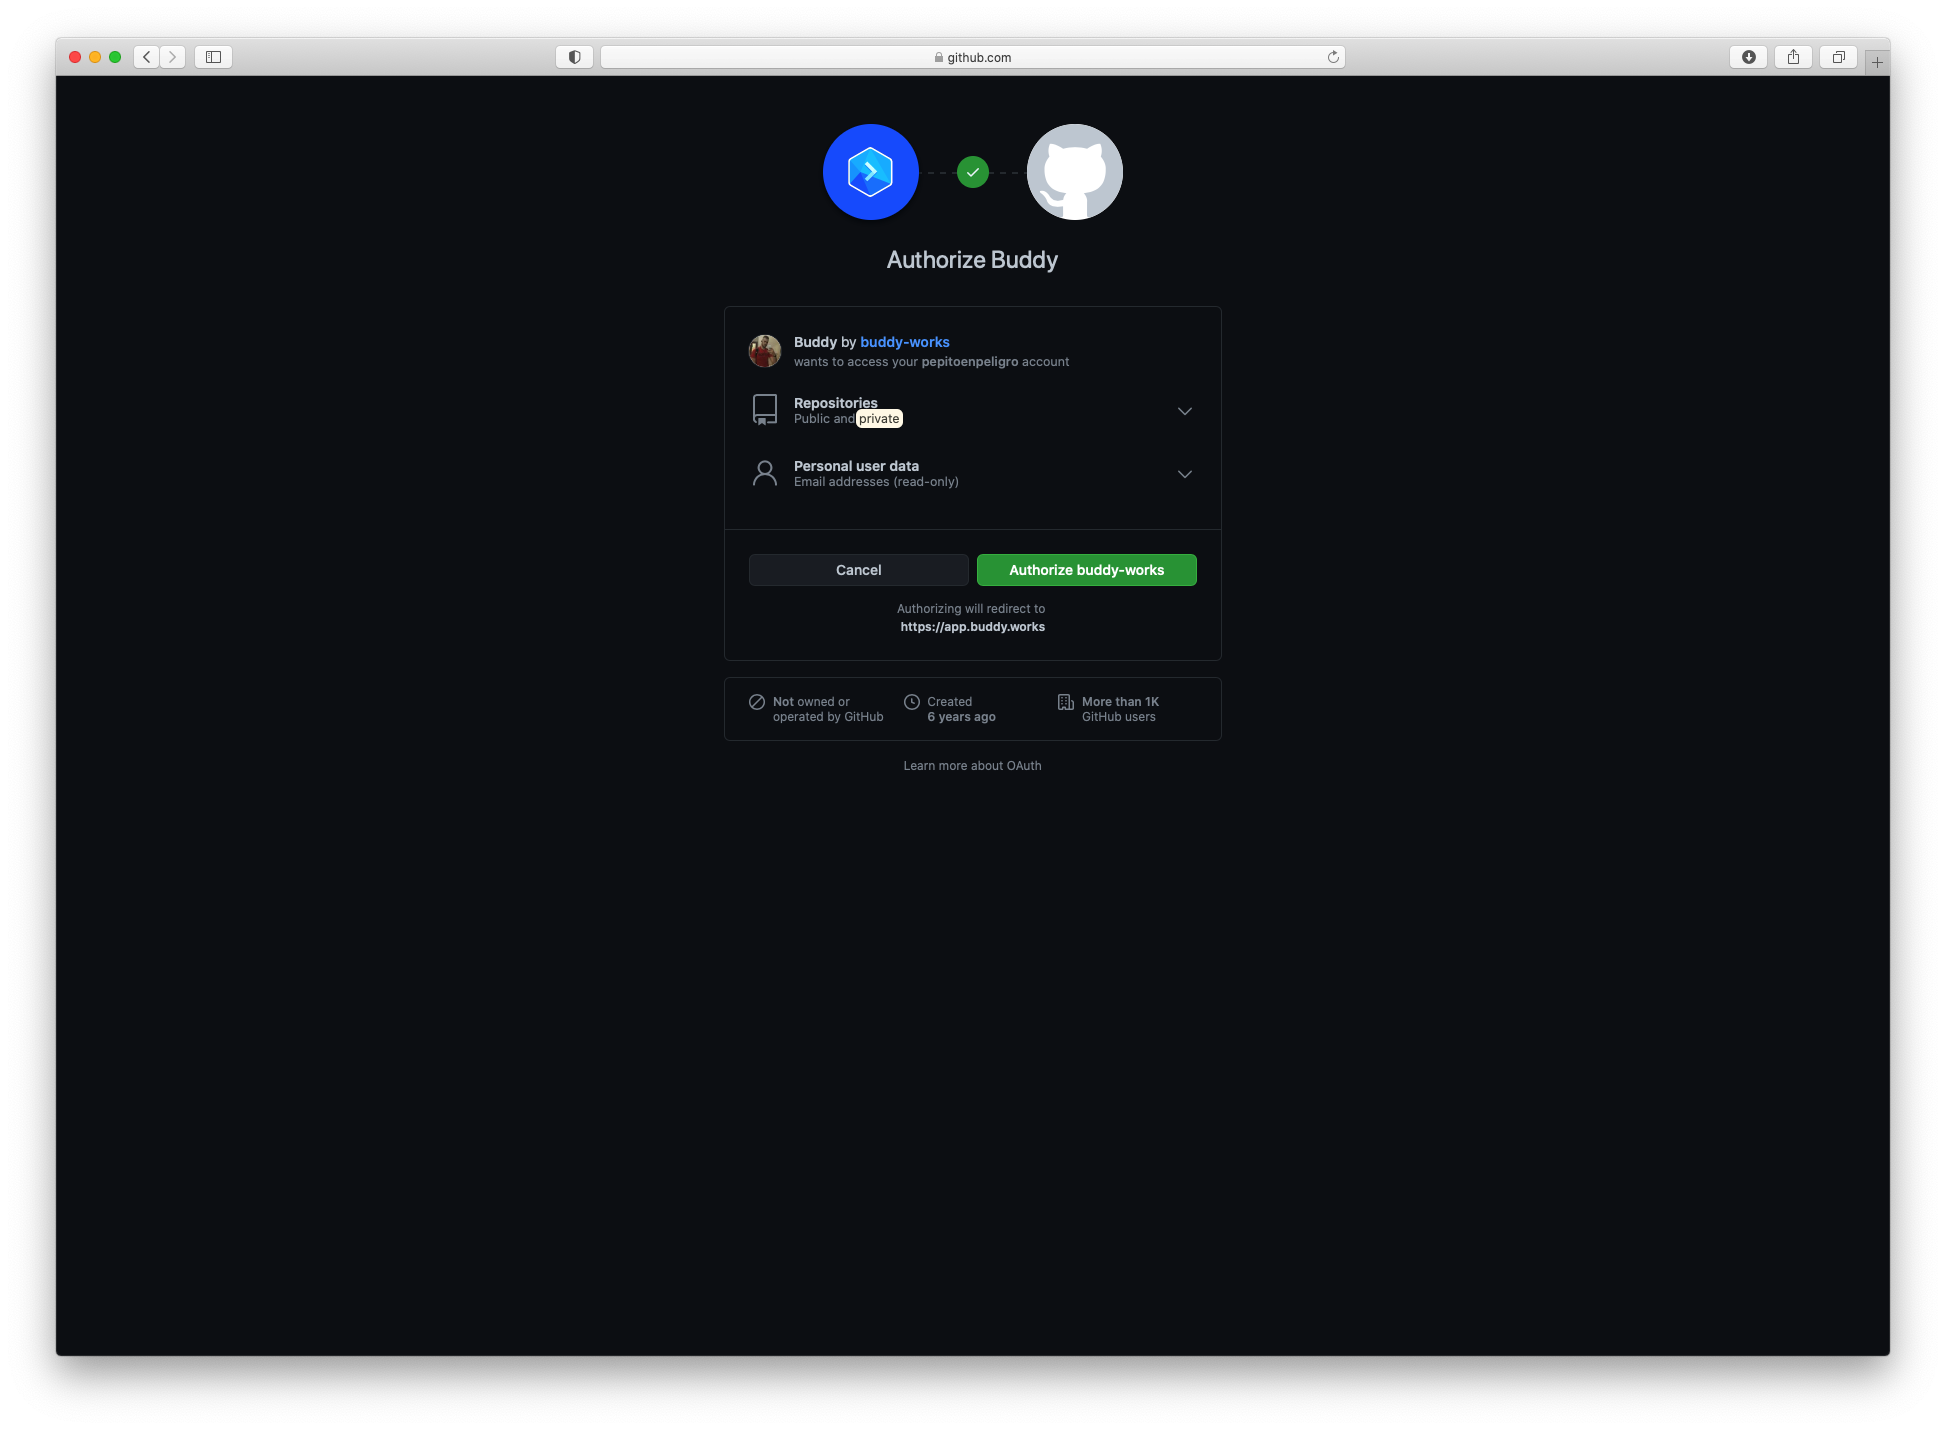 github.com
Authorize Buddy
Buddy by buddy-works
wants to access your pepitoenpeligro account
Repositories
Public and private
Personal user data
Email addresses (read-only)
Cancel
Authorize buddy-works
Authorizing will redirect to
https://app.buddy.works
Not owned or
operated by GitHub
Created
6 years ago
More than 1K
GitHub users
Learn more about OAuth